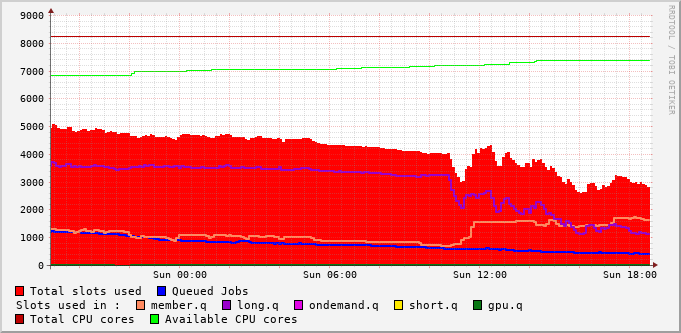 9000
8000
7000
6000
5000
4000
3000
2000
1000
0
Sun 00:00 Sun 06:00 Sun 12:00 Sun 18:00
Total slots used Queued Jobs
Slots used in : member.q long.q ondemand.q short.q gpu.q
Total CPU cores Available CPU cores
RRDTOOL / TOBI OETIKER